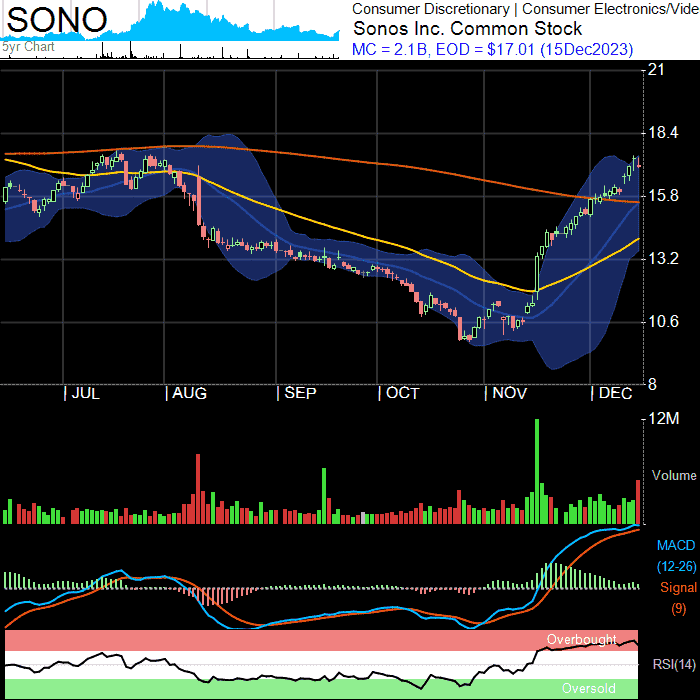 SONO
5yr Chart
Consumer Discretionary | Consumer Electronics/Vide
Sonos Inc. Common Stock
MC = 2.1B, EOD = $17.01 (15Dec2023)
21
18.4
15.8
13.2
10.6
8
| JUL | AUG | SEP | OCT | NOV | DEC
12M
Volume
MACD
(12-26)
Signal
(9)
Overbought
RSI(14)
Oversold